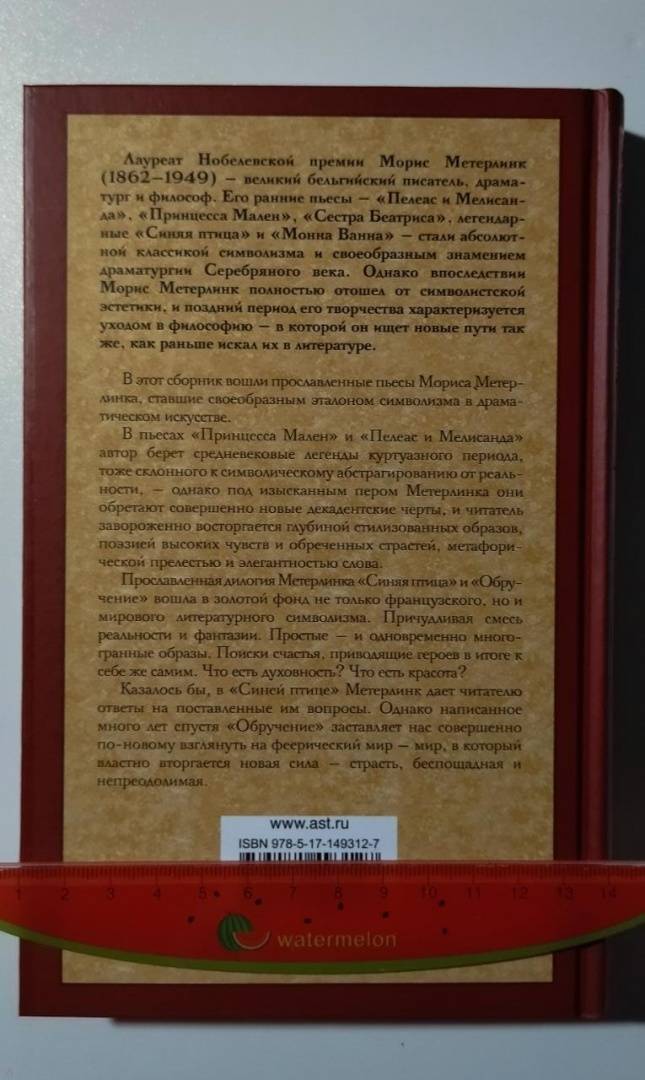 Лауреат Нобелевской премии Морис Метерлинк
(1862—1949) — великий бельгийский писатель, драма-
тург и философ. Его ранние пьесы — «Пелеас и Мелисан-
да», «Принцесса Мален», «Сестра Беатриса», легендар-
ные «Синяя птица» и «Монна Ванна» — стали абсолют-
ной классикой символизма и своеобразным знамением
драматургии Серебряного века. Однако впоследствии
Морис Метерлинк полностью отошел от символистской
эстетики, и поздний период его творчества характеризуется
уходом в философию — в которой он ищет новые пути так
же, как раньше искал их в литературе.
В этот сборник вошли прославленные пьесы Мориса Метер-
линка, ставшие своеобразным эталоном символизма в драма-
тическом искусстве.
В пьесах «Принцесса Мален» и «Пелеас и Мелисанда»
автор берет средневековые легенды куртуазного периода,
тоже склонного к символическому абстрагированию от реаль-
ности, — однако под изысканным пером Метерлинка они
обретают совершенно новые декадентские черты, и читатель
завороженно восторгается глубиной стилизованных образов,
поэзией высоких чувств и обреченных страстей, метафори-
ческой прелестью и элегантностью слова.
Прославленная дилогия Метерлинка «Синяя птица» и «Обру-
чение» вошла в золотой фонд не только французского, но и
мирового литературного символизма. Причудливая смесь
реальности и фантазии. Простые — и одновременно много-
гранные образы. Поиски счастья, приводящие героев в итоге к
себе же самим. Что есть духовность? Что есть красота?
Казалось бы, в «Синей птице» Метерлинк дает читателю
ответы на поставленные им вопросы. Однако написанное
много лет спустя «Обручение» заставляет нас совершенно
по-новому взглянуть на феерический мир — мир, в который
властно вторгается новая сила — страсть, беспощадная и
непреодолимая.
www.ast.ru
ISBN 978-5-17-149312-7
1 2 3 4 5 6 7 8 9 10 11 12 13 14
watermelon